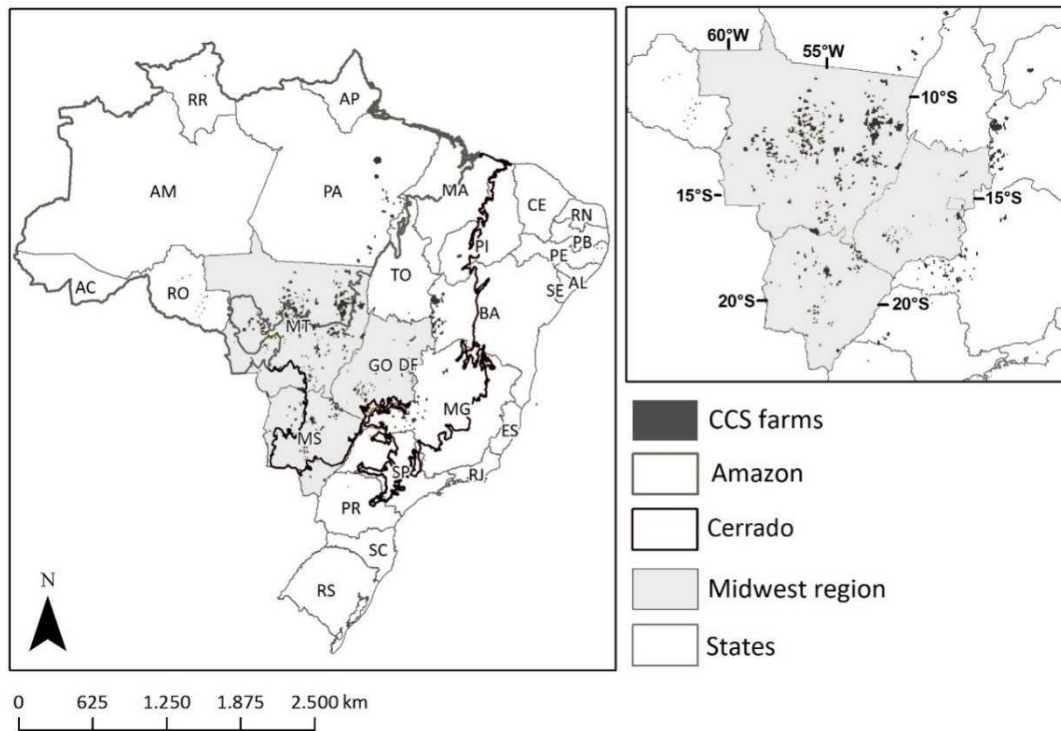 RR
AP
AM
PA
MA
CE
RN
PB
PE
PI
AL
SE
TO
AC
RO
BA
MT
GO DF
MG
MS
ES
SP
RJ
PR
SC
RS
N
0 625 1.250 1.875 2.500 km
60°W
55°W
10°S
15°S
15°S
20°S
20°S
CCS farms
Amazon
Cerrado
Midwest region
States